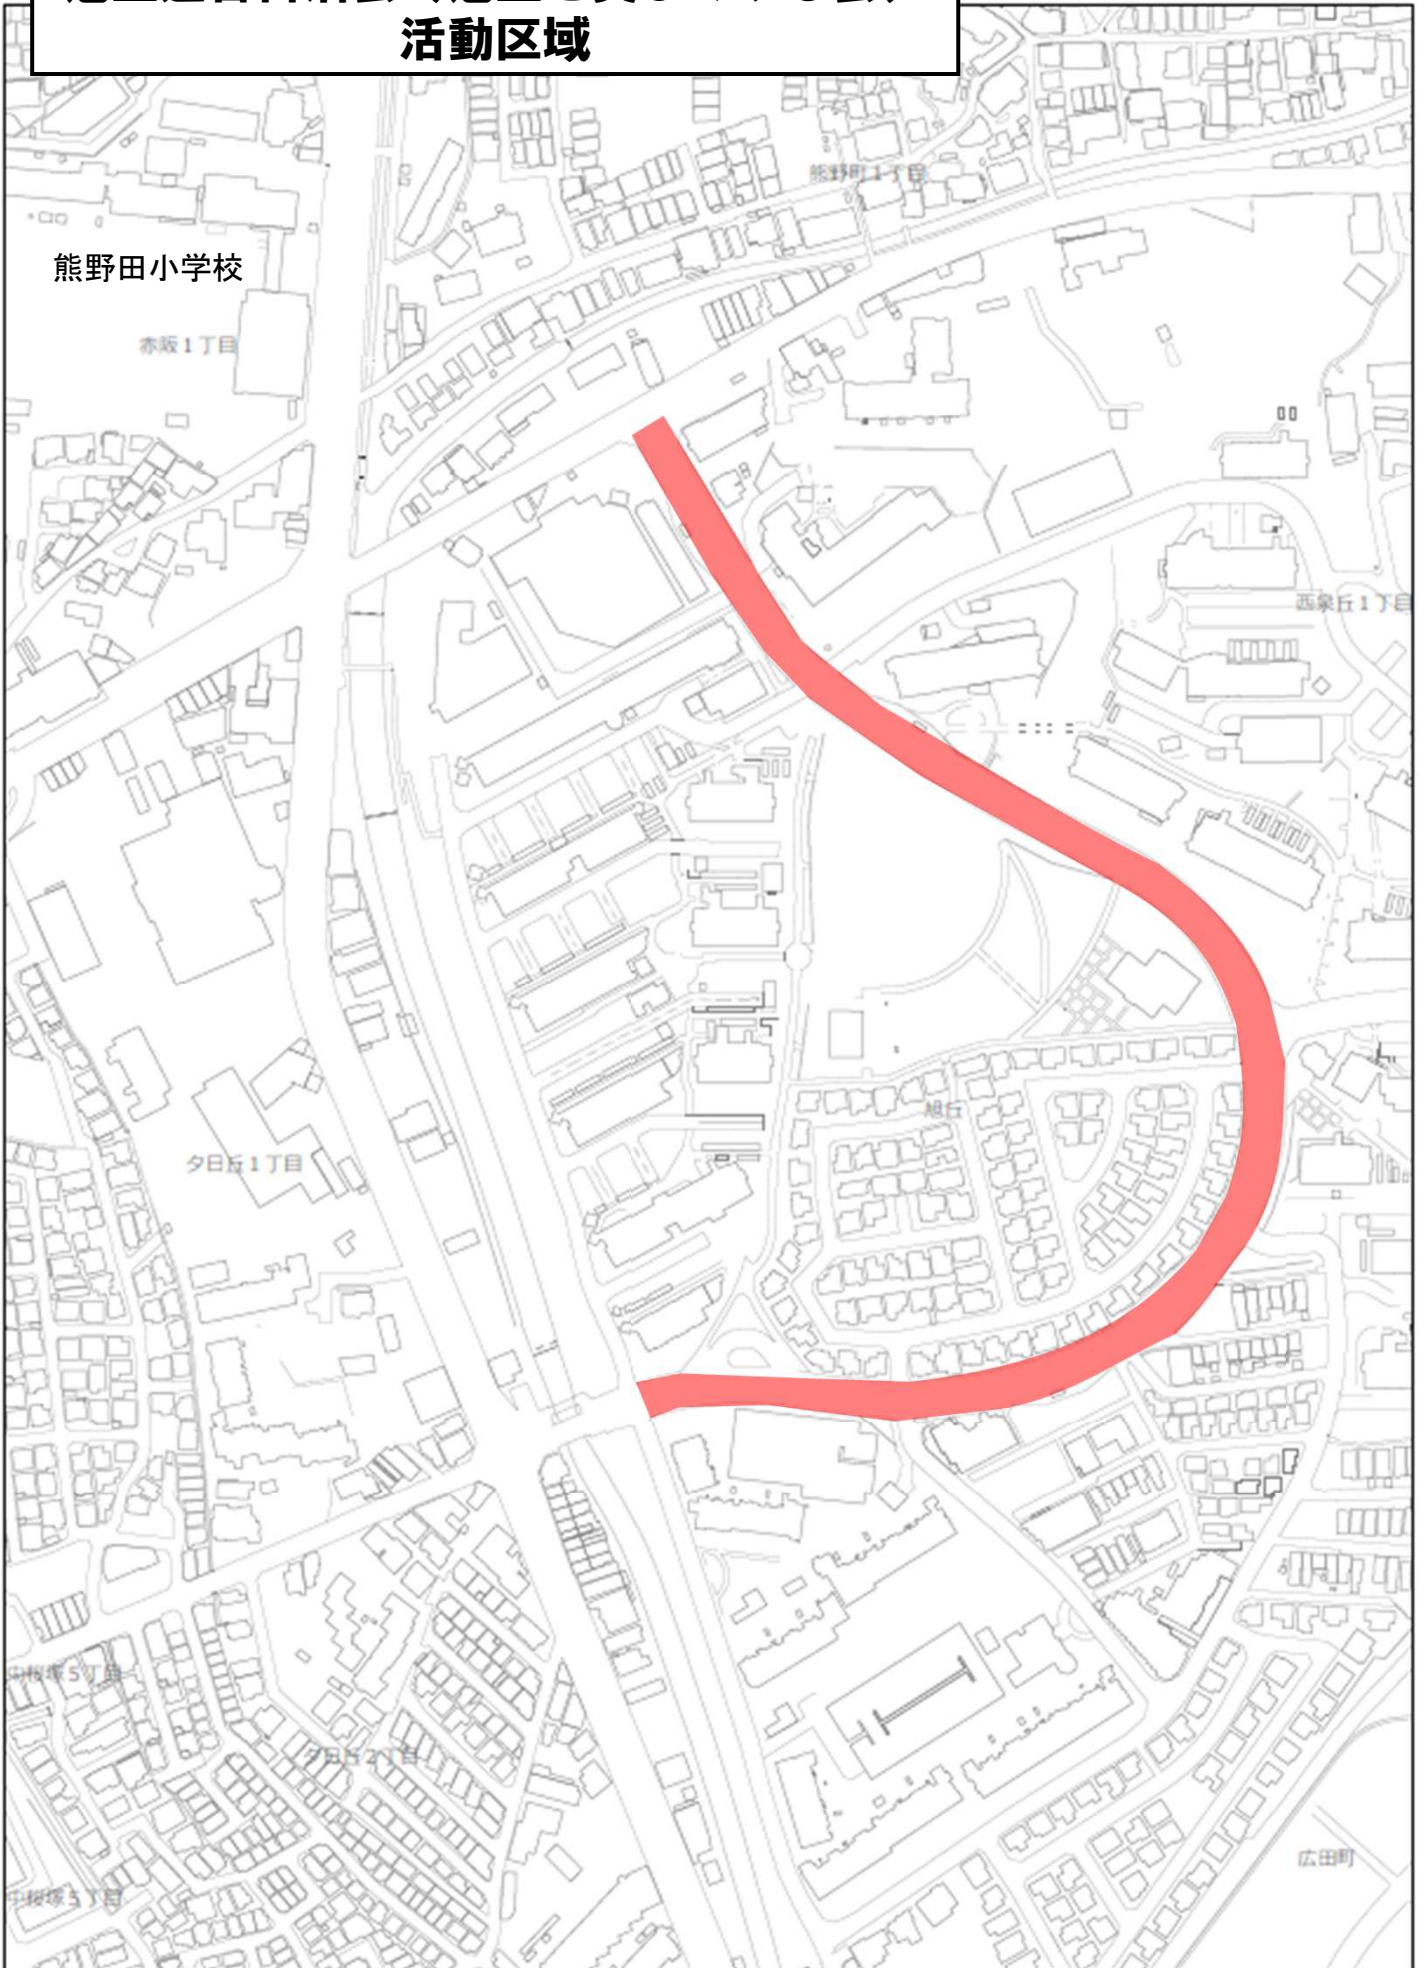 活動区域
熊野町1丁目
熊野田小学校
赤阪1丁目
西泉丘1丁目
旭丘
夕日丘1丁目
中桜塚5丁目
夕日丘2丁目
広田町
中桜塚5丁目